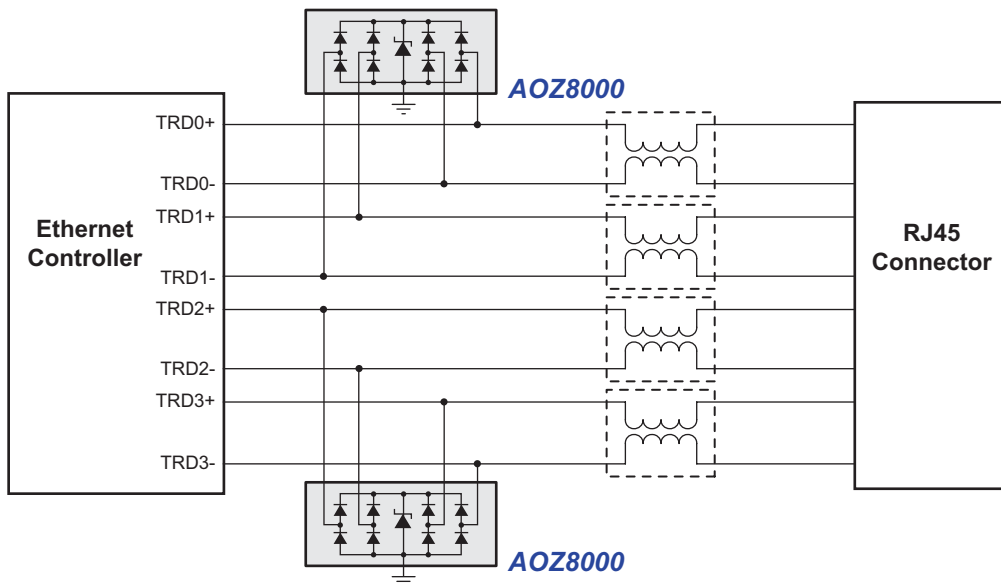 AOZ8000
TRD0+
TRD0-
TRD1+
Ethernet
Controller
TRD1-
TRD2+
TRD2-
TRD3+
TRD3-
RJ45
Connector
AOZ8000